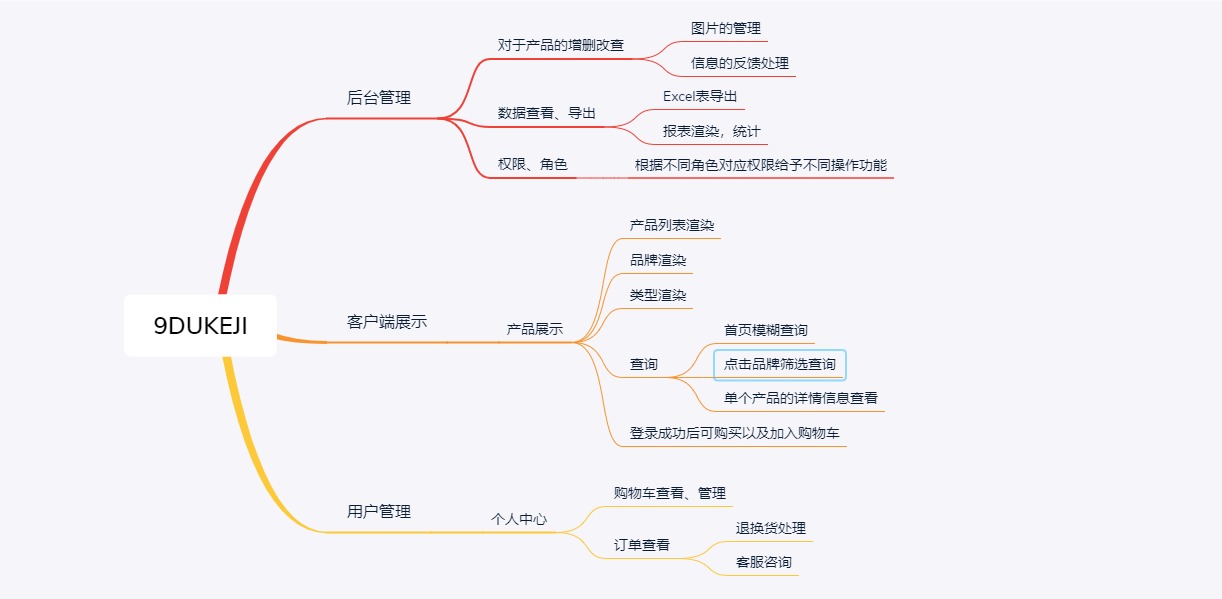 图片的管理
对于产品的增删改查
信息的反馈处理
后台管理
Excel表导出
数据查看、导出
报表渲染，统计
权限、角色
根据不同角色对应权限给予不同操作功能
产品列表渲染
品牌渲染
类型渲染
9DUKEJI
客户端展示
产品展示
首页模糊查询
查询
点击品牌筛选查询
单个产品的详情信息查看
登录成功后可购买以及加入购物车
购物车查看、管理
用户管理
个人中心
退换货处理
订单查看
客服咨询